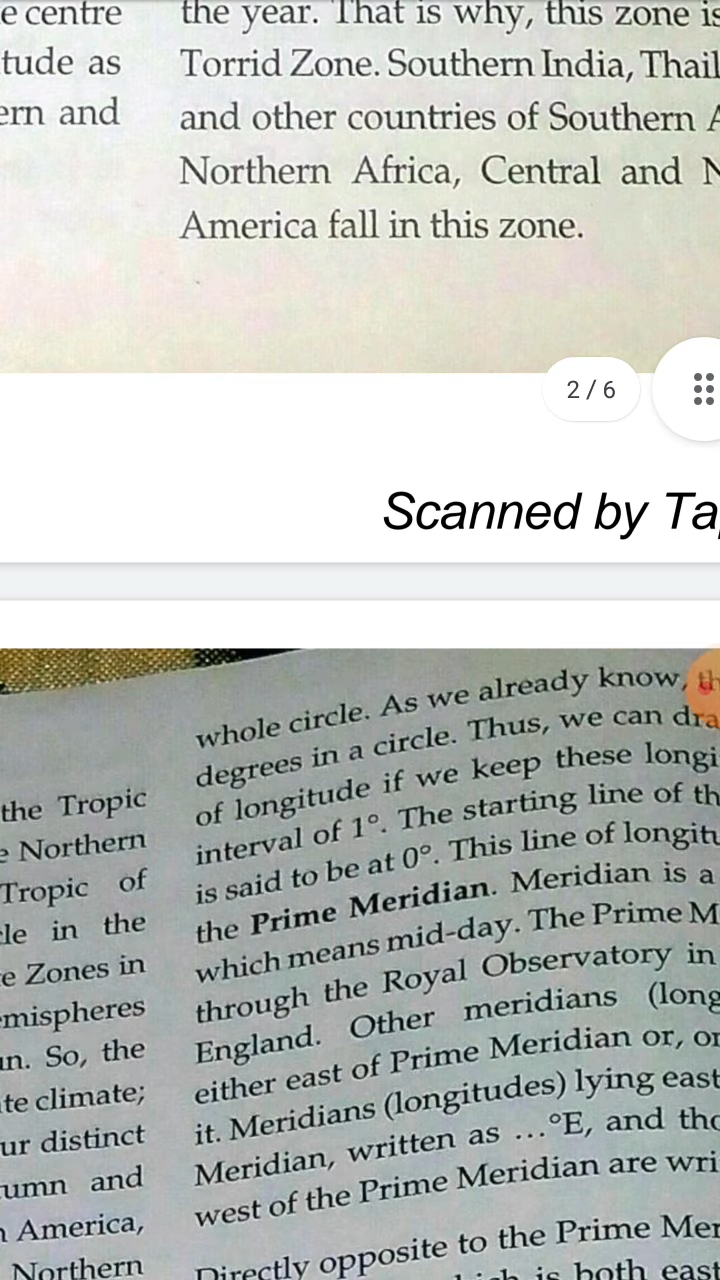 e centre
tude as
ern and
the year. That is why, this zone is
Torrid Zone. Southern India, Thail
and other countries of Southern A
Northern Africa, Central and N
America fall in this zone.
2 / 6
Scanned by Ta
the Tropic
e Northern
Tropic of
cle in the
e Zones in
mispheres
un. So, the
te climate;
ur distinct
umn and
America,
Northern
whole circle. As we already know, th
degrees in a circle. Thus, we can dra
of longitude if we keep these longi
interval of 1°. The starting line of th
is said to be at 0°. This line of longitu
the Prime Meridian. Meridian is a
which means mid-day. The Prime M
through the Royal Observatory in
England. Other meridians (long
either east of Prime Meridian or, on
it. Meridians (longitudes) lying east
Meridian, written as ...°E, and tho
west of the Prime Meridian are wri
Directly opposite to the Prime Mer
is both east